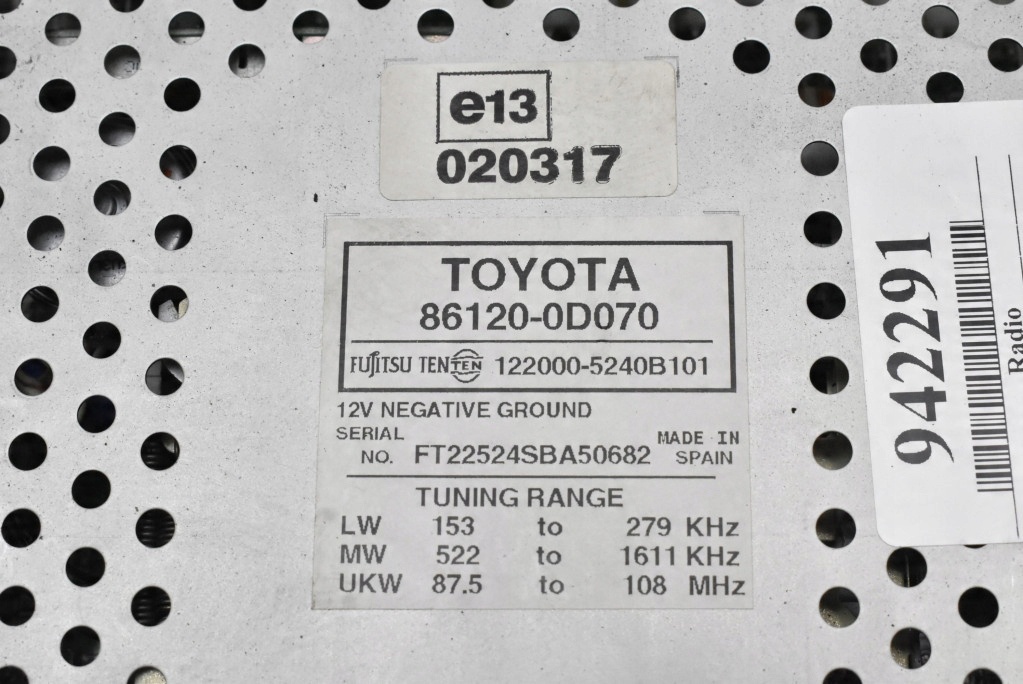 e13
020317
TOYOTA
86120-0D070
FUJITSU TEN TEN 122000-5240B101
12V NEGATIVE GROUND
SERIAL NO. FT22524SBA50682 MADE IN SPAIN
TUNING RANGE
LW 153 to 279 KHz
MW 522 to 1611 KHz
UKW 87.5 to 108 MHz
942291
Radio